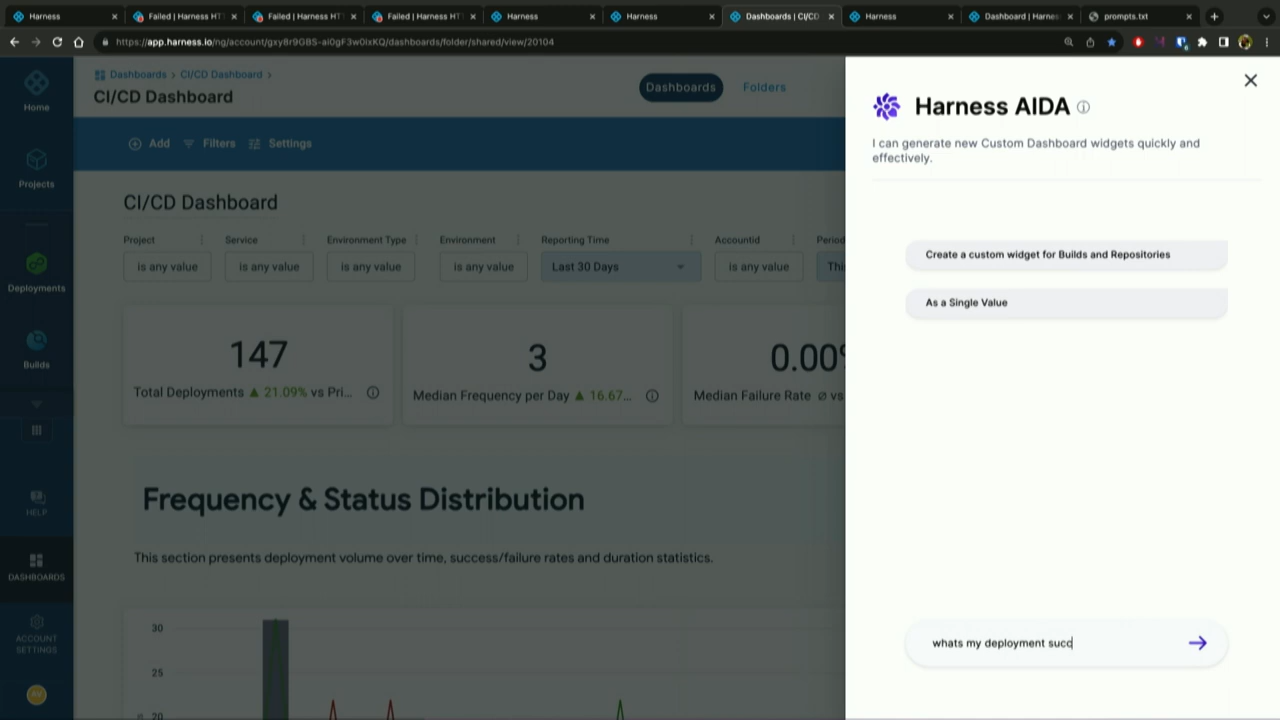 Harness
Failed | Harness HT
Failed | Harness HT
Failed | Harness HT
Harness
Harness
Dashboards | CI/CD
Harness
Dashboard | Harne
prompts.txt
https://app.harness.io/ng/account/gxy8r9GBS-ai0gF3w0ixKQ/dashboards/folder/shared/view/20104
Home
Projects
Deployments
Builds
HELP
DASHBOARDS
ACCOUNT
SETTINGS
AV
Dashboards > CI/CD Dashboard >
CI/CD Dashboard
Dashboards
Folders
Add
Filters
Settings
CI/CD Dashboard
Project
Service
Environment Type
Environment
Reporting Time
AccountId
Period
is any value
is any value
is any value
is any value
Last 30 Days
is any value
Thi
147
Total Deployments ▲ 21.09% vs Pri...
3
Median Frequency per Day ▲ 16.67...
0.00%
Median Failure Rate ∅ vs
Frequency & Status Distribution
This section presents deployment volume over time, success/failure rates and duration statistics.
30
25
20
Harness AIDA
I can generate new Custom Dashboard widgets quickly and
effectively.
Create a custom widget for Builds and Repositories
As a Single Value
whats my deployment succ